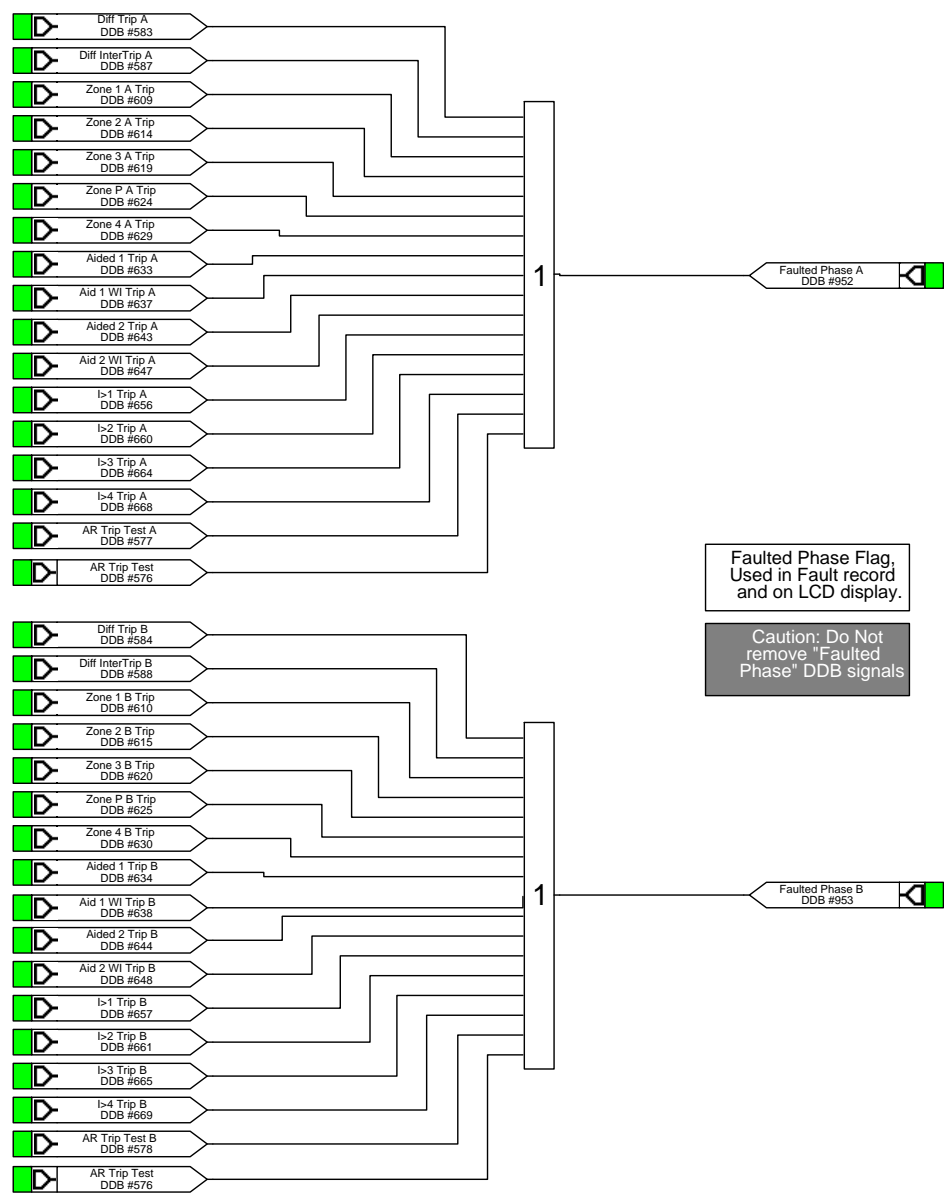 Diff Trip A
DDB #583
Diff InterTrip A
DDB #587
Zone 1 A Trip
DDB #609
Zone 2 A Trip
DDB #614
Zone 3 A Trip
DDB #619
Zone P A Trip
DDB #624
Zone 4 A Trip
DDB #629
Aided 1 Trip A
DDB #633
Aid 1 WI Trip A
DDB #637
Aided 2 Trip A
DDB #643
Aid 2 WI Trip A
DDB #647
I>1 Trip A
DDB #656
I>2 Trip A
DDB #660
I>3 Trip A
DDB #664
I>4 Trip A
DDB #668
AR Trip Test A
DDB #577
AR Trip Test
DDB #576
1
Faulted Phase A
DDB #952
Faulted Phase Flag,
Used in Fault record
and on LCD display.
Caution: Do Not
remove "Faulted
Phase" DDB signals
Diff Trip B
DDB #584
Diff InterTrip B
DDB #588
Zone 1 B Trip
DDB #610
Zone 2 B Trip
DDB #615
Zone 3 B Trip
DDB #620
Zone P B Trip
DDB #625
Zone 4 B Trip
DDB #630
Aided 1 Trip B
DDB #634
Aid 1 WI Trip B
DDB #638
Aided 2 Trip B
DDB #644
Aid 2 WI Trip B
DDB #648
I>1 Trip B
DDB #657
I>2 Trip B
DDB #661
I>3 Trip B
DDB #665
I>4 Trip B
DDB #669
AR Trip Test B
DDB #578
AR Trip Test
DDB #576
1
Faulted Phase B
DDB #953